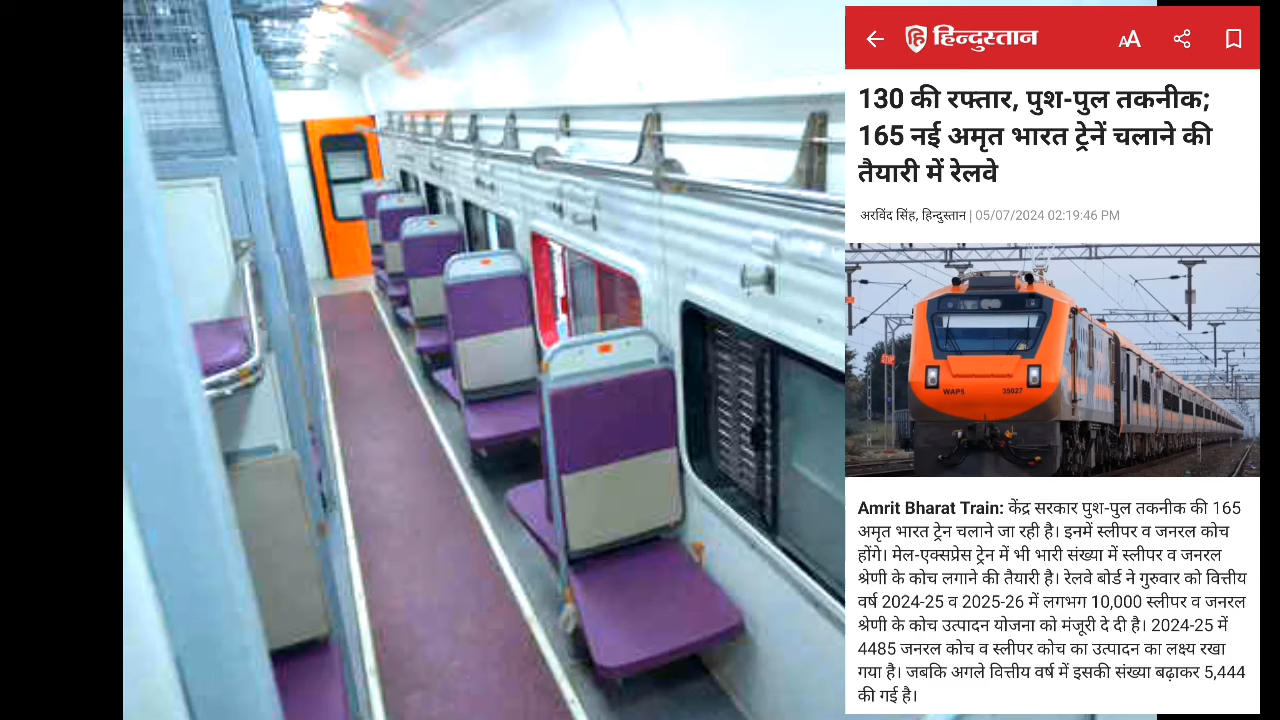 हिन्दुस्तान
AA
130 की रफ्तार, पुश-पुल तकनीक;
165 नई अमृत भारत ट्रेनें चलाने की
तैयारी में रेलवे
अरविंद सिंह, हिन्दुस्तान | 05/07/2024 02:19:46 PM
WAP5 35027
Amrit Bharat Train: केंद्र सरकार पुश-पुल तकनीक की 165
अमृत भारत ट्रेन चलाने जा रही है। इनमें स्लीपर व जनरल कोच
होंगे। मेल-एक्सप्रेस ट्रेन में भी भारी संख्या में स्लीपर व जनरल
श्रेणी के कोच लगाने की तैयारी है। रेलवे बोर्ड ने गुरुवार को वित्तीय
वर्ष 2024-25 व 2025-26 में लगभग 10,000 स्लीपर व जनरल
श्रेणी के कोच उत्पादन योजना को मंजूरी दे दी है। 2024-25 में
4485 जनरल कोच व स्लीपर कोच का उत्पादन का लक्ष्य रखा
गया है। जबकि अगले वित्तीय वर्ष में इसकी संख्या बढ़ाकर 5,444
की गई है।